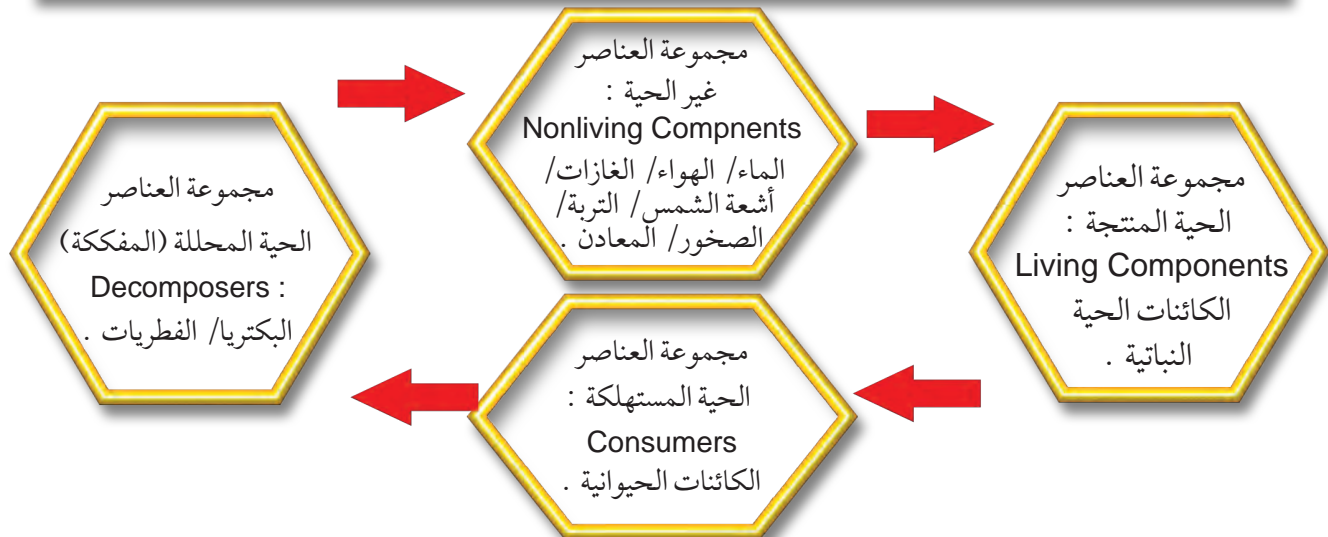 مجموعة العناصر
غير الحية :
Nonliving Compnents
الماء/ الهواء/ الغازات/
أشعة الشمس/ التربة/
الصخور/ المعادن .
مجموعة العناصر
الحية المنتجة :
Living Components
الكائنات الحية
النباتية .
مجموعة العناصر
الحية المستهلكة :
Consumers
الكائنات الحيوانية .
مجموعة العناصر
الحية المحللة (المفككة)
Decomposers :
البكتريا/ الفطريات .